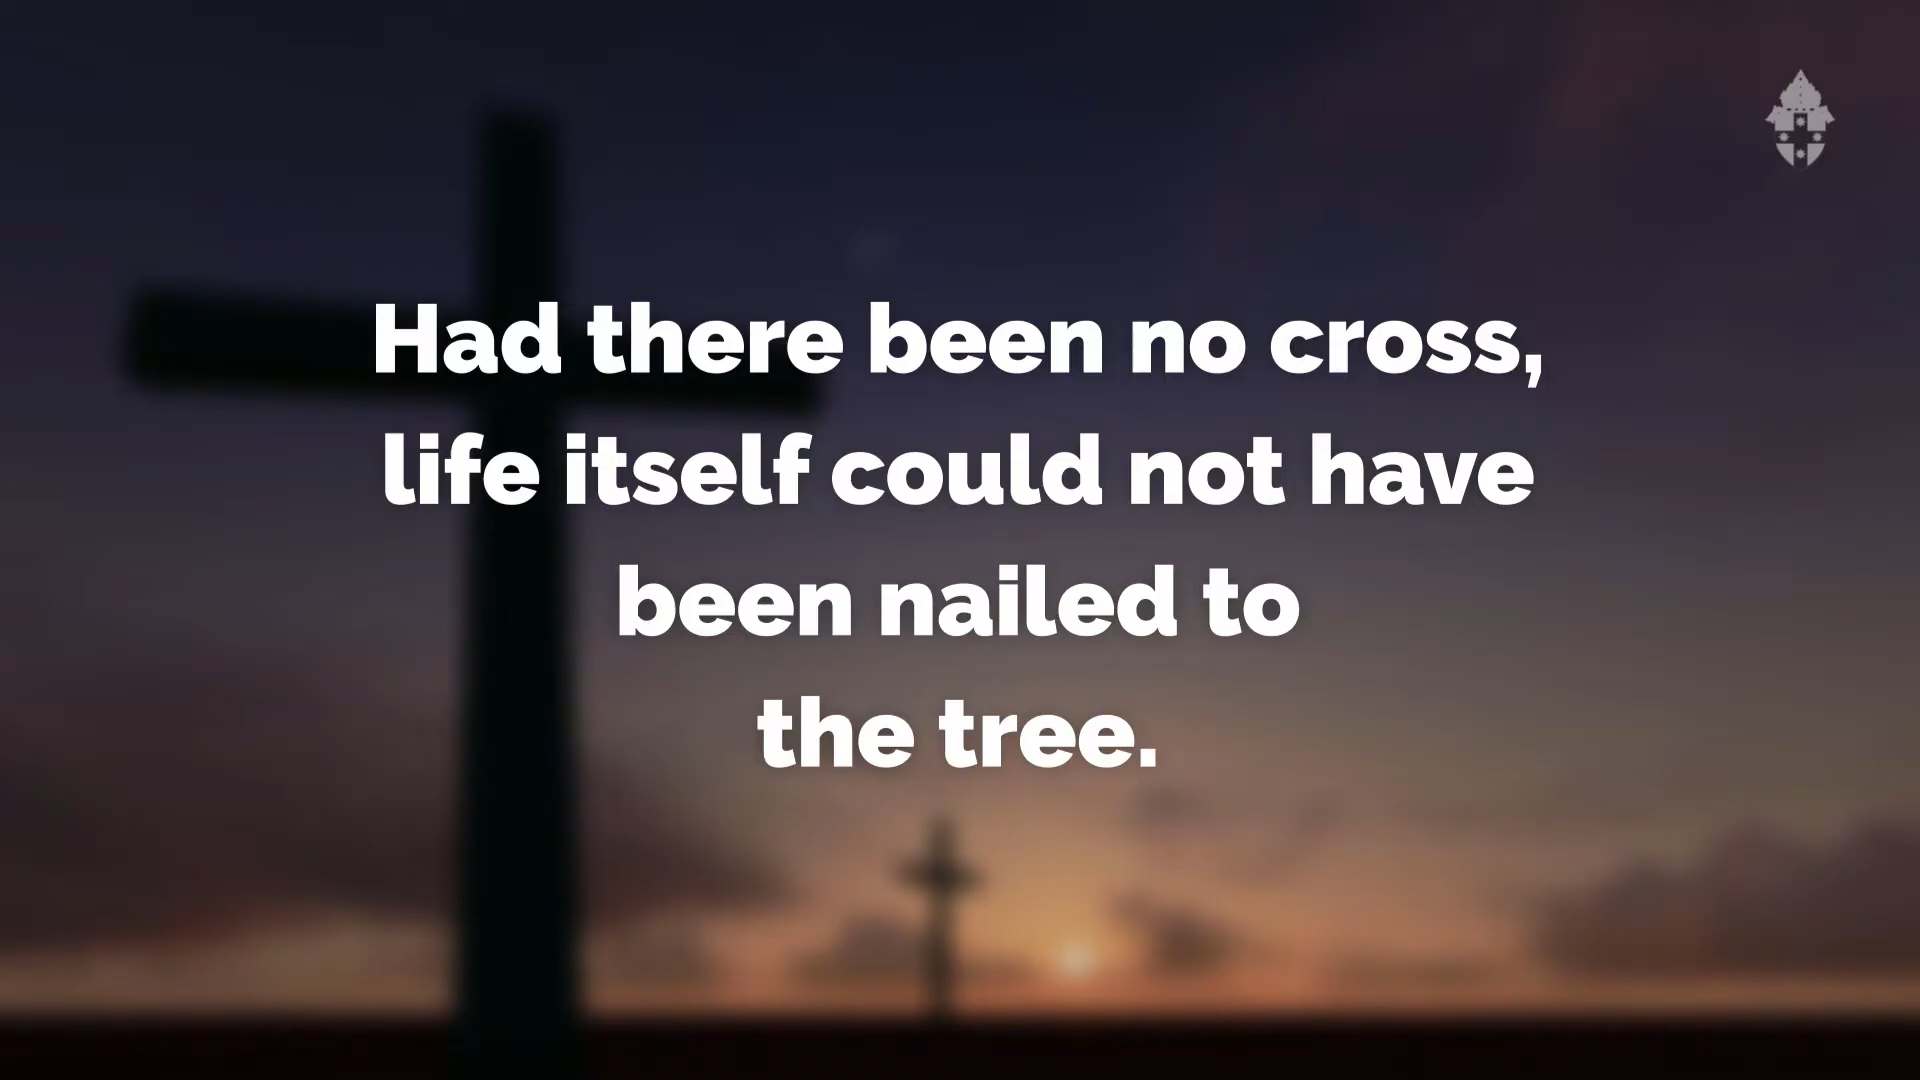 Had there been no cross,
life itself could not have
been nailed to
the tree.